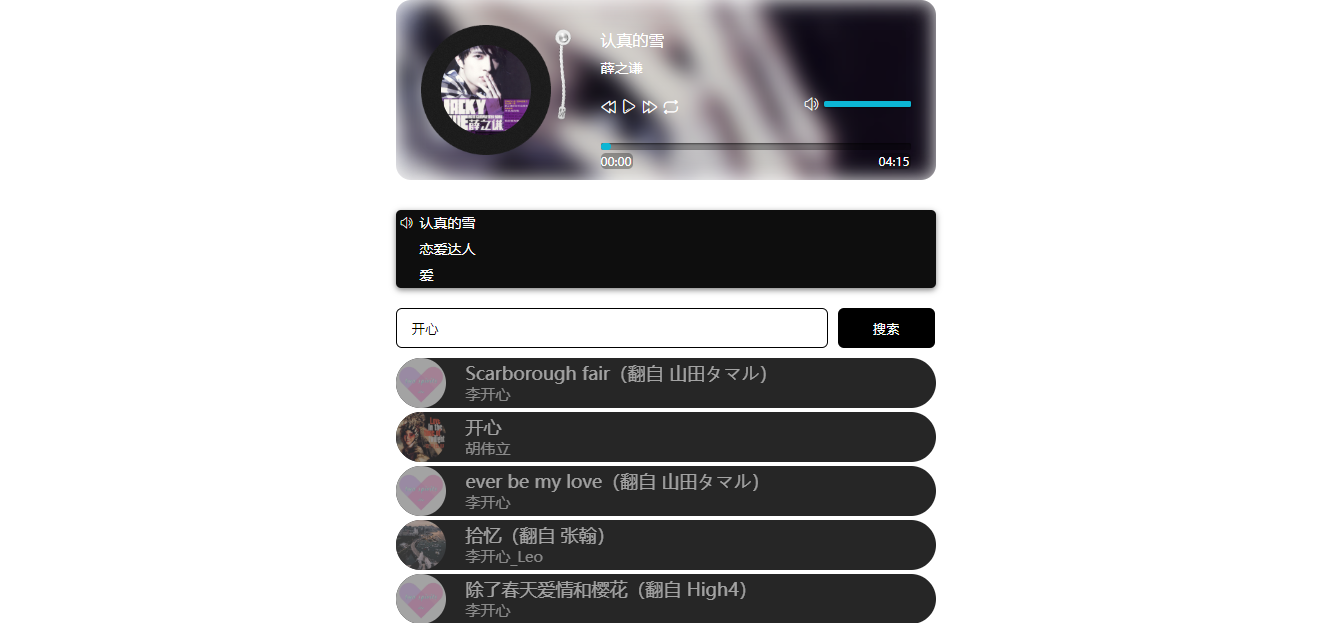 认真的雪
薛之谦
00:00
04:15
认真的雪
恋爱达人
爱
开心
搜索
Scarborough fair（翻自 山田タマル）
李开心
开心
胡伟立
ever be my love（翻自 山田タマル）
李开心
拾忆（翻自 张翰）
李开心_Leo
除了春天爱情和樱花（翻自 High4）
李开心